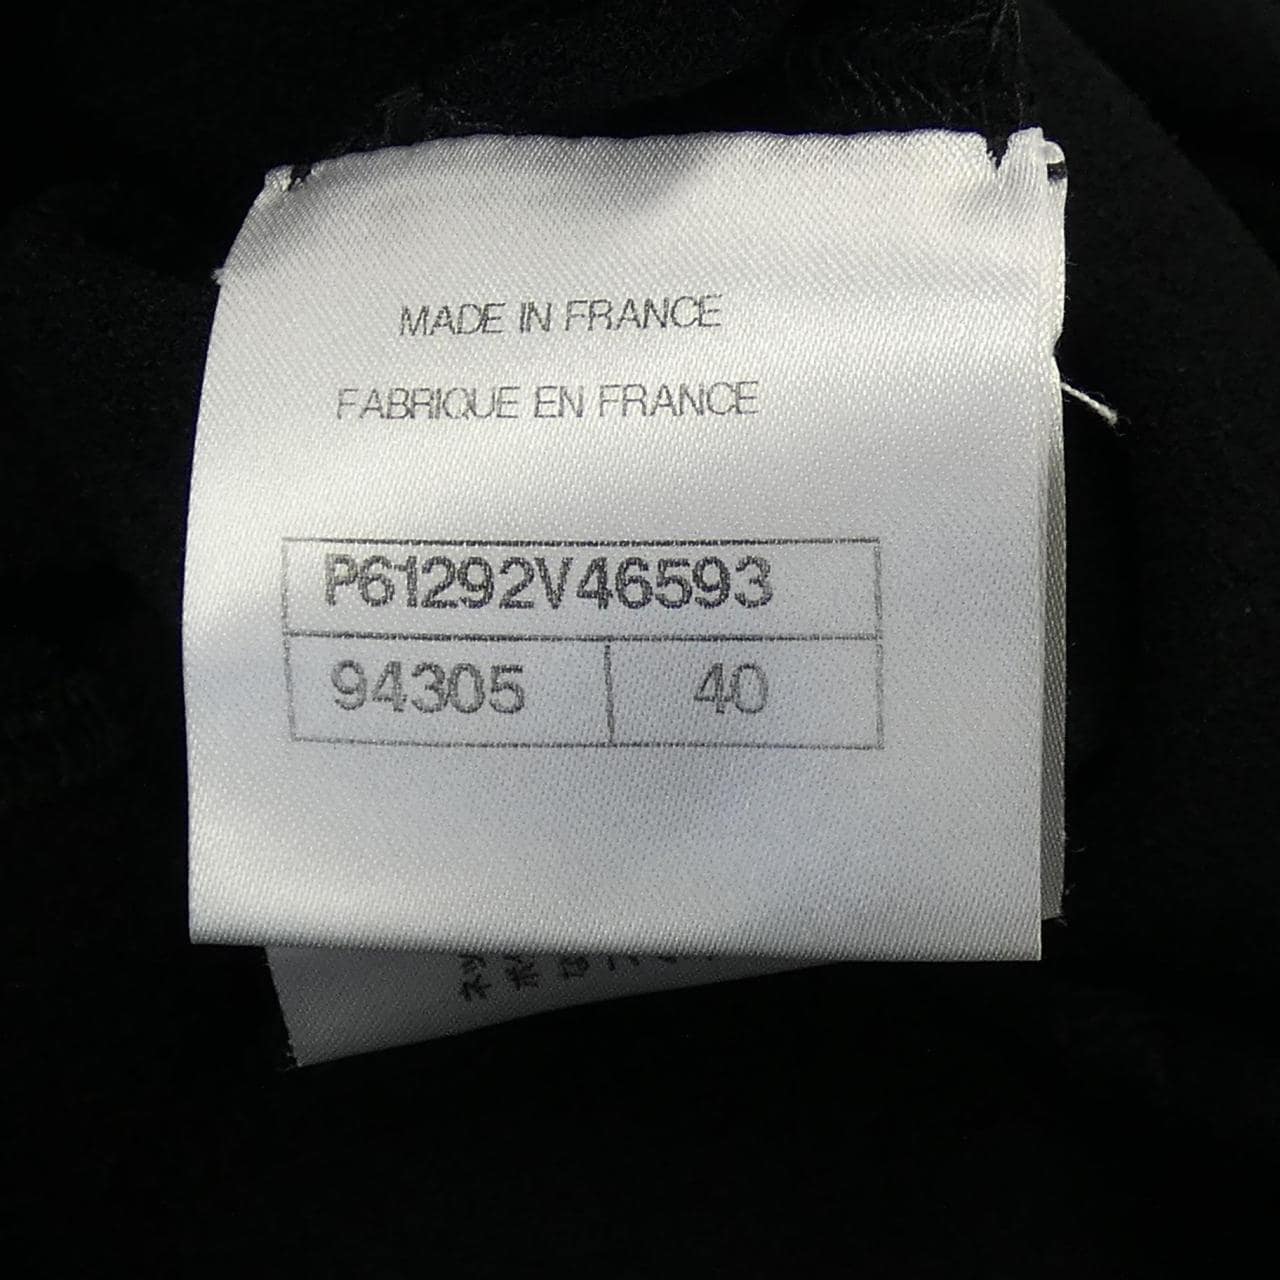 MADE IN FRANCE
FABRIQUE EN FRANCE
P61292V46593
94305 40